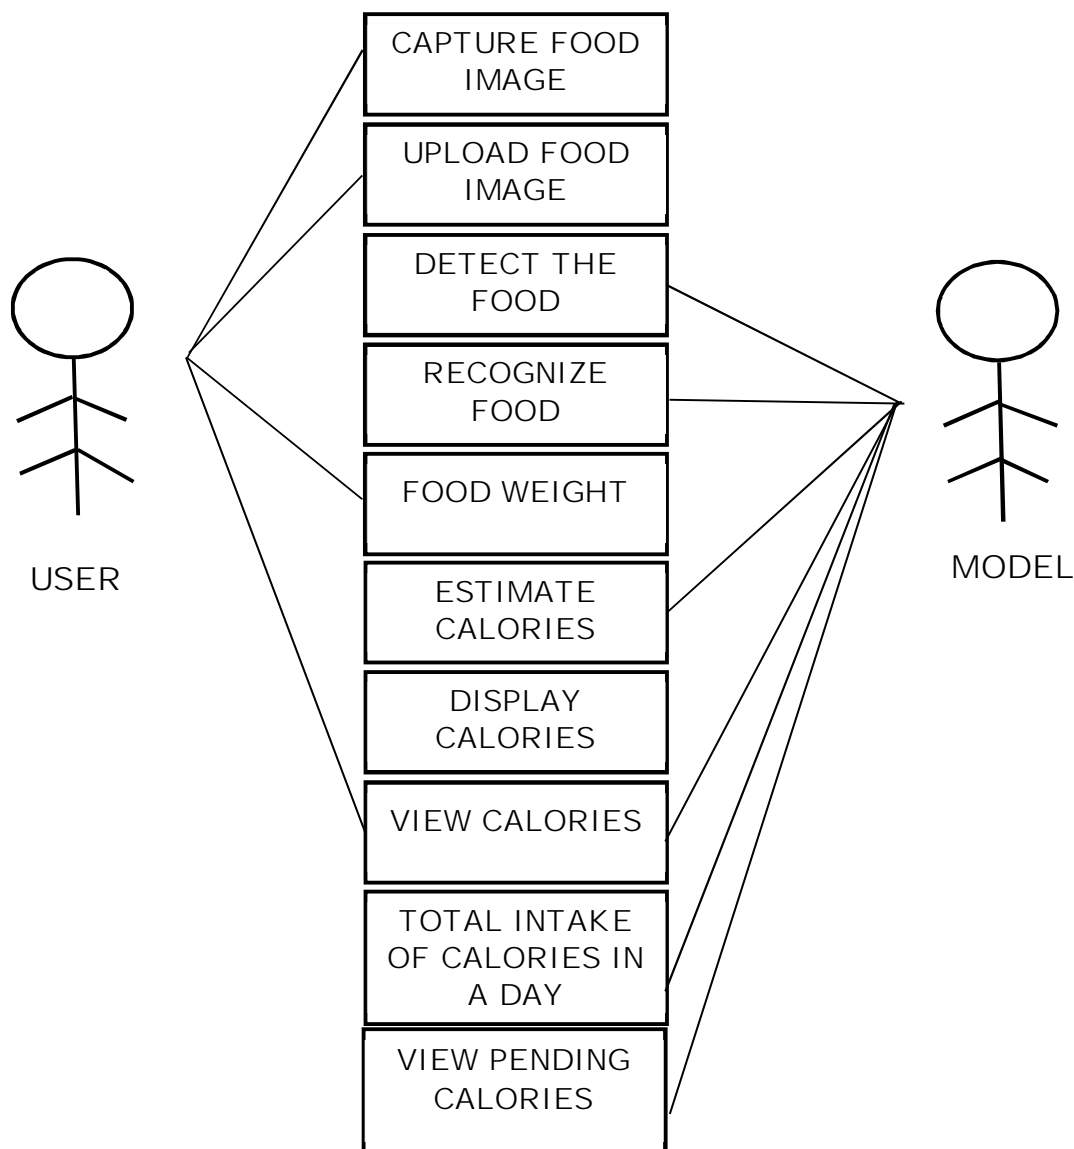 CAPTURE FOOD
IMAGE
UPLOAD FOOD
IMAGE
DETECT THE
FOOD
RECOGNIZE
FOOD
FOOD WEIGHT
ESTIMATE
CALORIES
DISPLAY
CALORIES
VIEW CALORIES
TOTAL INTAKE
OF CALORIES IN
A DAY
VIEW PENDING
CALORIES
USER
MODEL